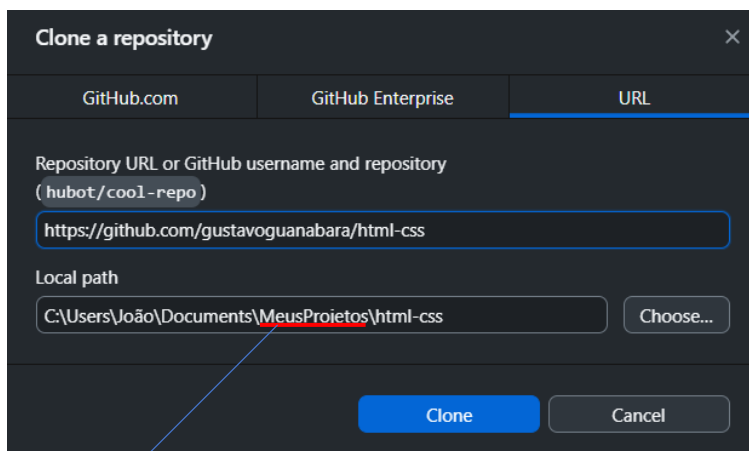 Clone a repository
GitHub.com
GitHub Enterprise
URL
Repository URL or GitHub username and repository
(hubot/cool-repo)
https://github.com/gustavoguanabara/html-css
Local path
C:\Users\João\Documents\MeusProjetos\html-css
Choose...
Clone
Cancel